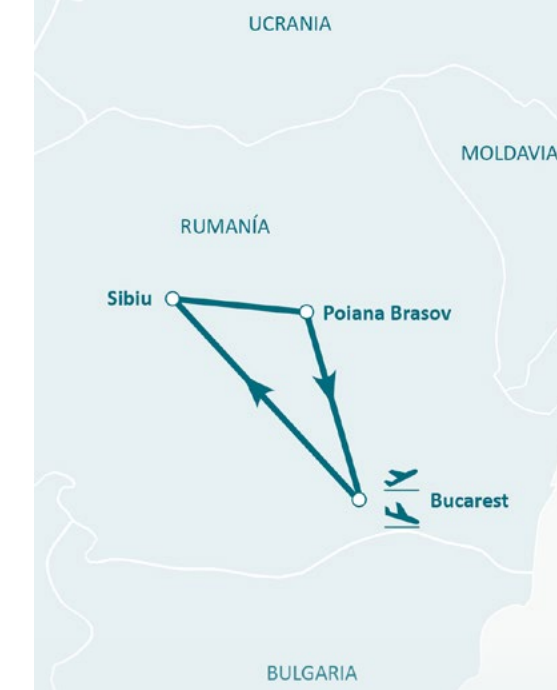 UCRANIA
MOLDAVIA
RUMANÍA
Sibiu
Poiana Brasov
Bucarest
BULGARIA